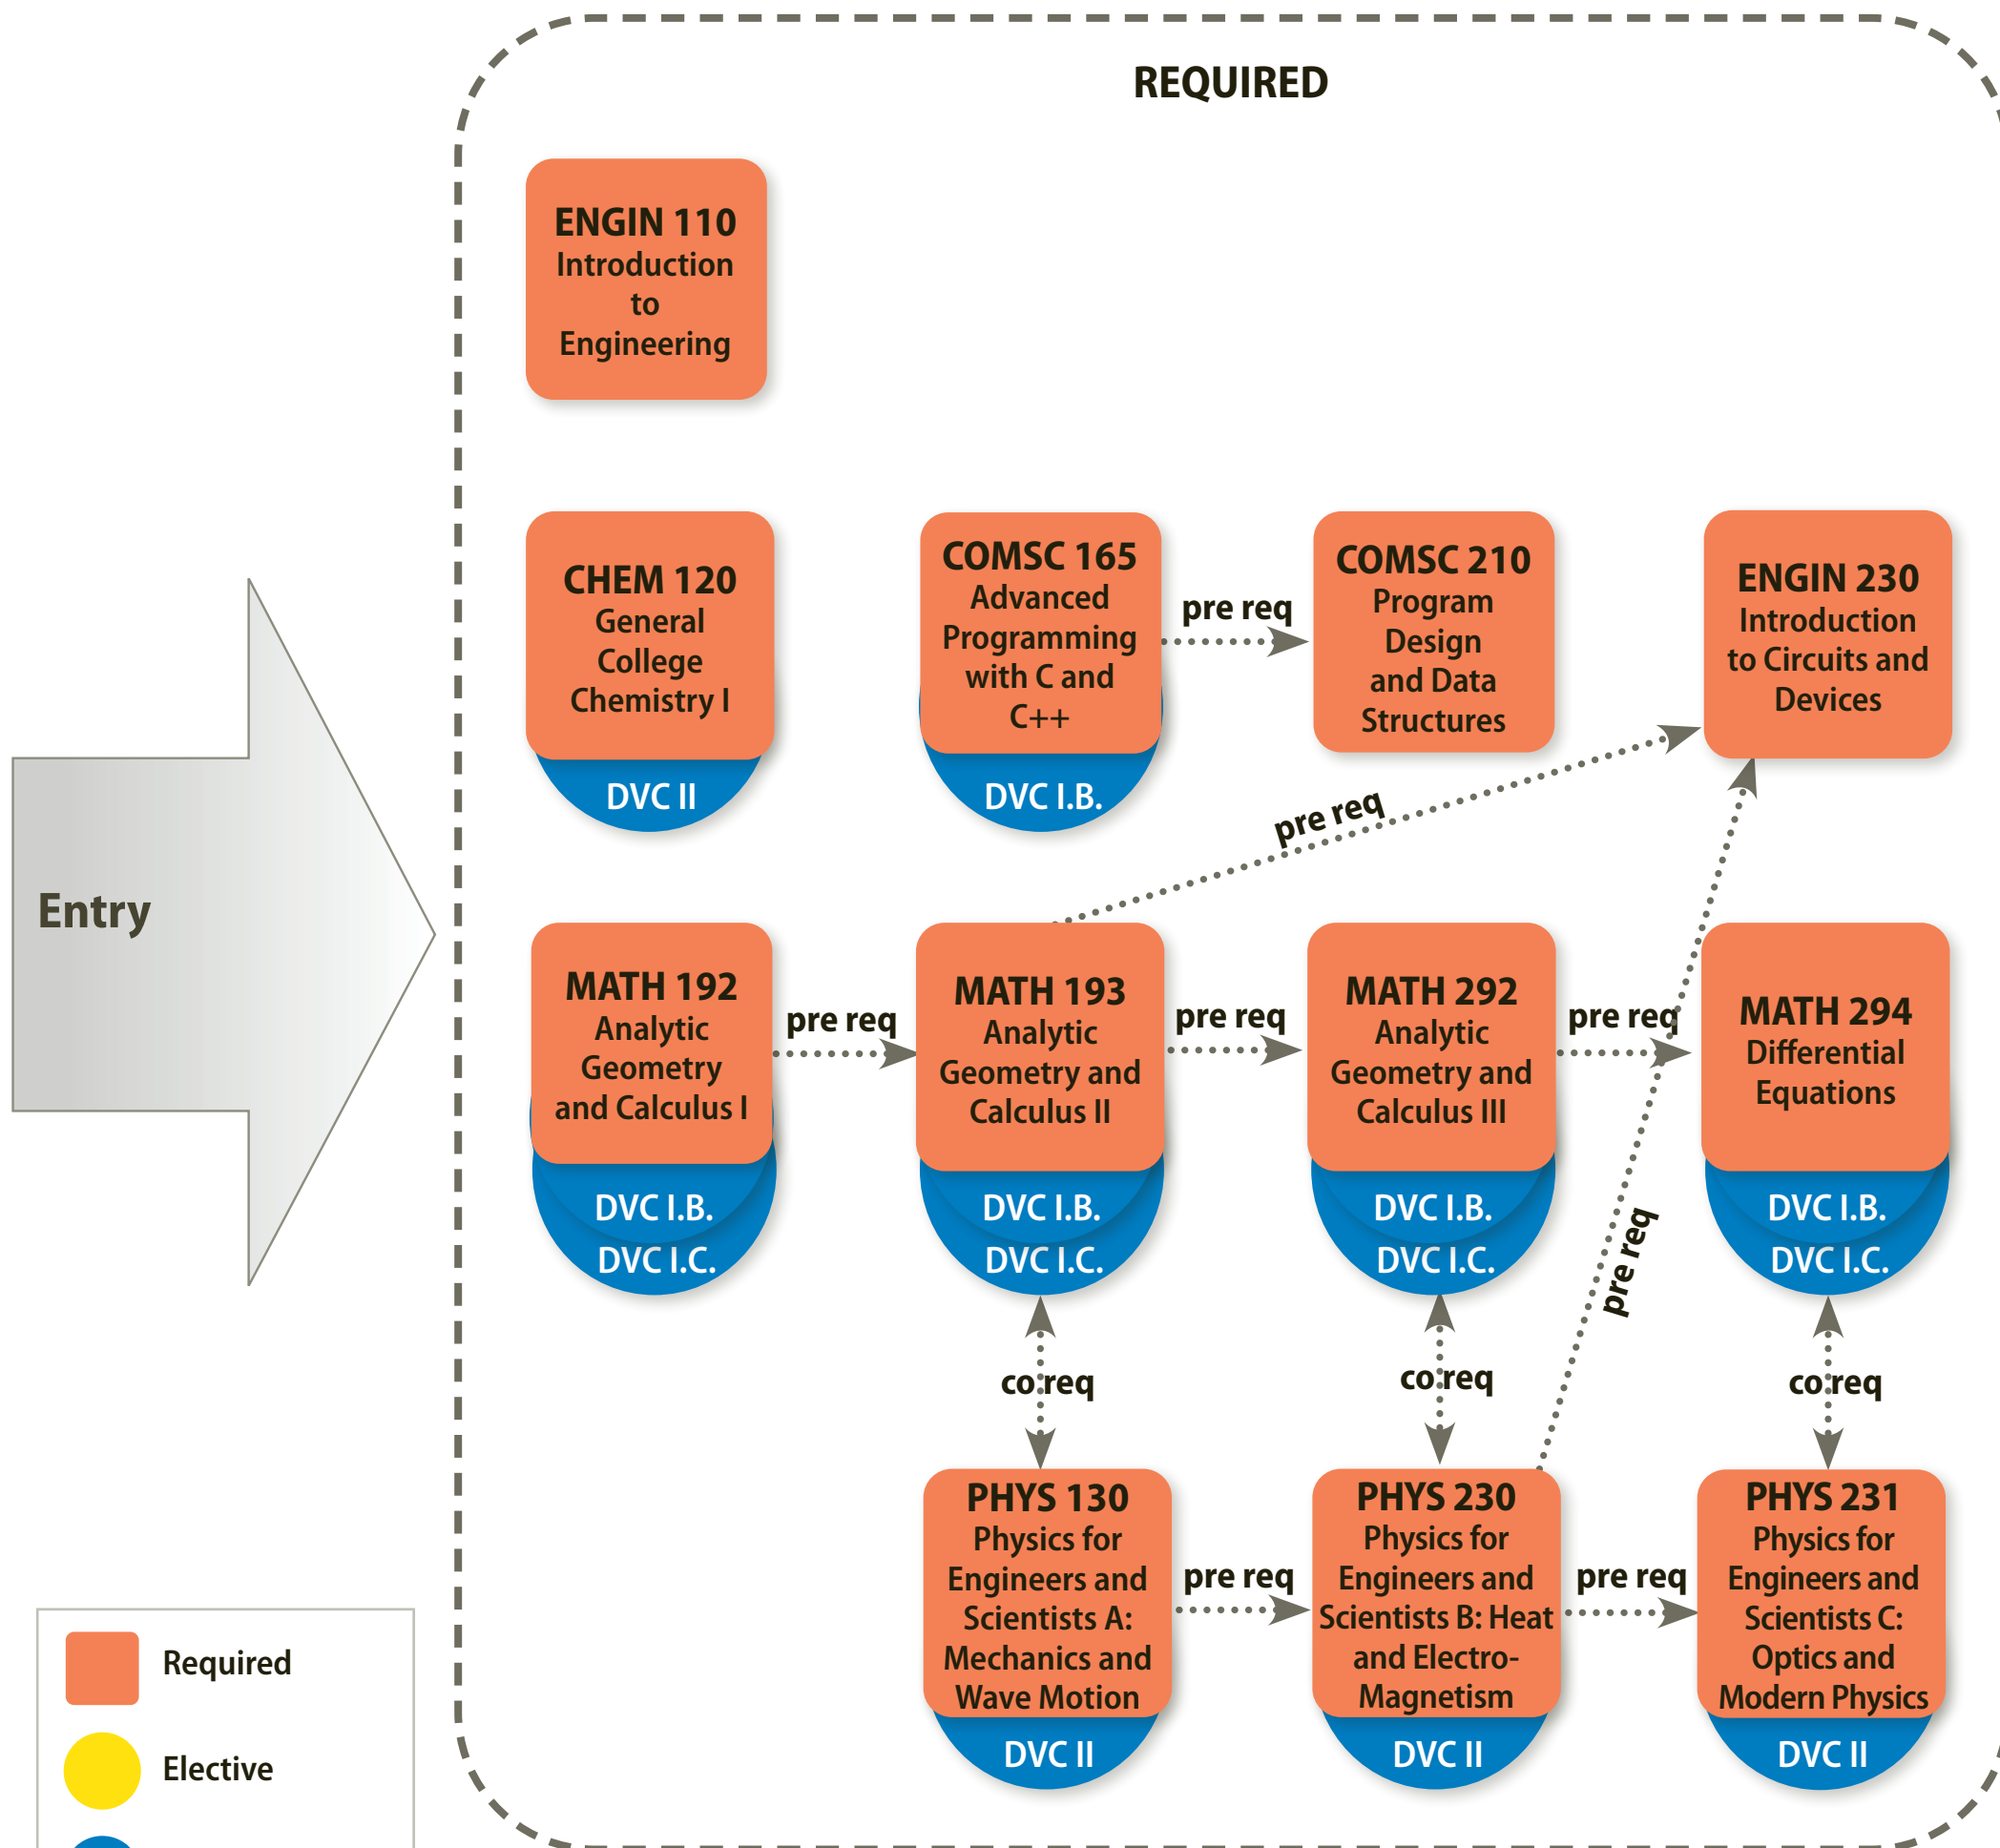 REQUIRED
ENGIN 110
Introduction
to
Engineering
CHEM 120
General
College
Chemistry I
DVC II
COMSC 165
Advanced
Programming
with C and
C++
DVC I.B.
pre req
COMSC 210
Program
Design
and Data
Structures
ENGIN 230
Introduction
to Circuits and
Devices
pre req
Entry
MATH 192
Analytic
Geometry
and Calculus I
DVC I.B.
DVC I.C.
pre req
MATH 193
Analytic
Geometry and
Calculus II
DVC I.B.
DVC I.C.
pre req
MATH 292
Analytic
Geometry and
Calculus III
DVC I.B.
DVC I.C.
pre req
MATH 294
Differential
Equations
DVC I.B.
DVC I.C.
pre req
co req
co req
co req
PHYS 130
Physics for
Engineers and
Scientists A:
Mechanics and
Wave Motion
DVC II
pre req
PHYS 230
Physics for
Engineers and
Scientists B: Heat
and Electro-
Magnetism
DVC II
pre req
PHYS 231
Physics for
Engineers and
Scientists C:
Optics and
Modern Physics
DVC II
Required
Elective